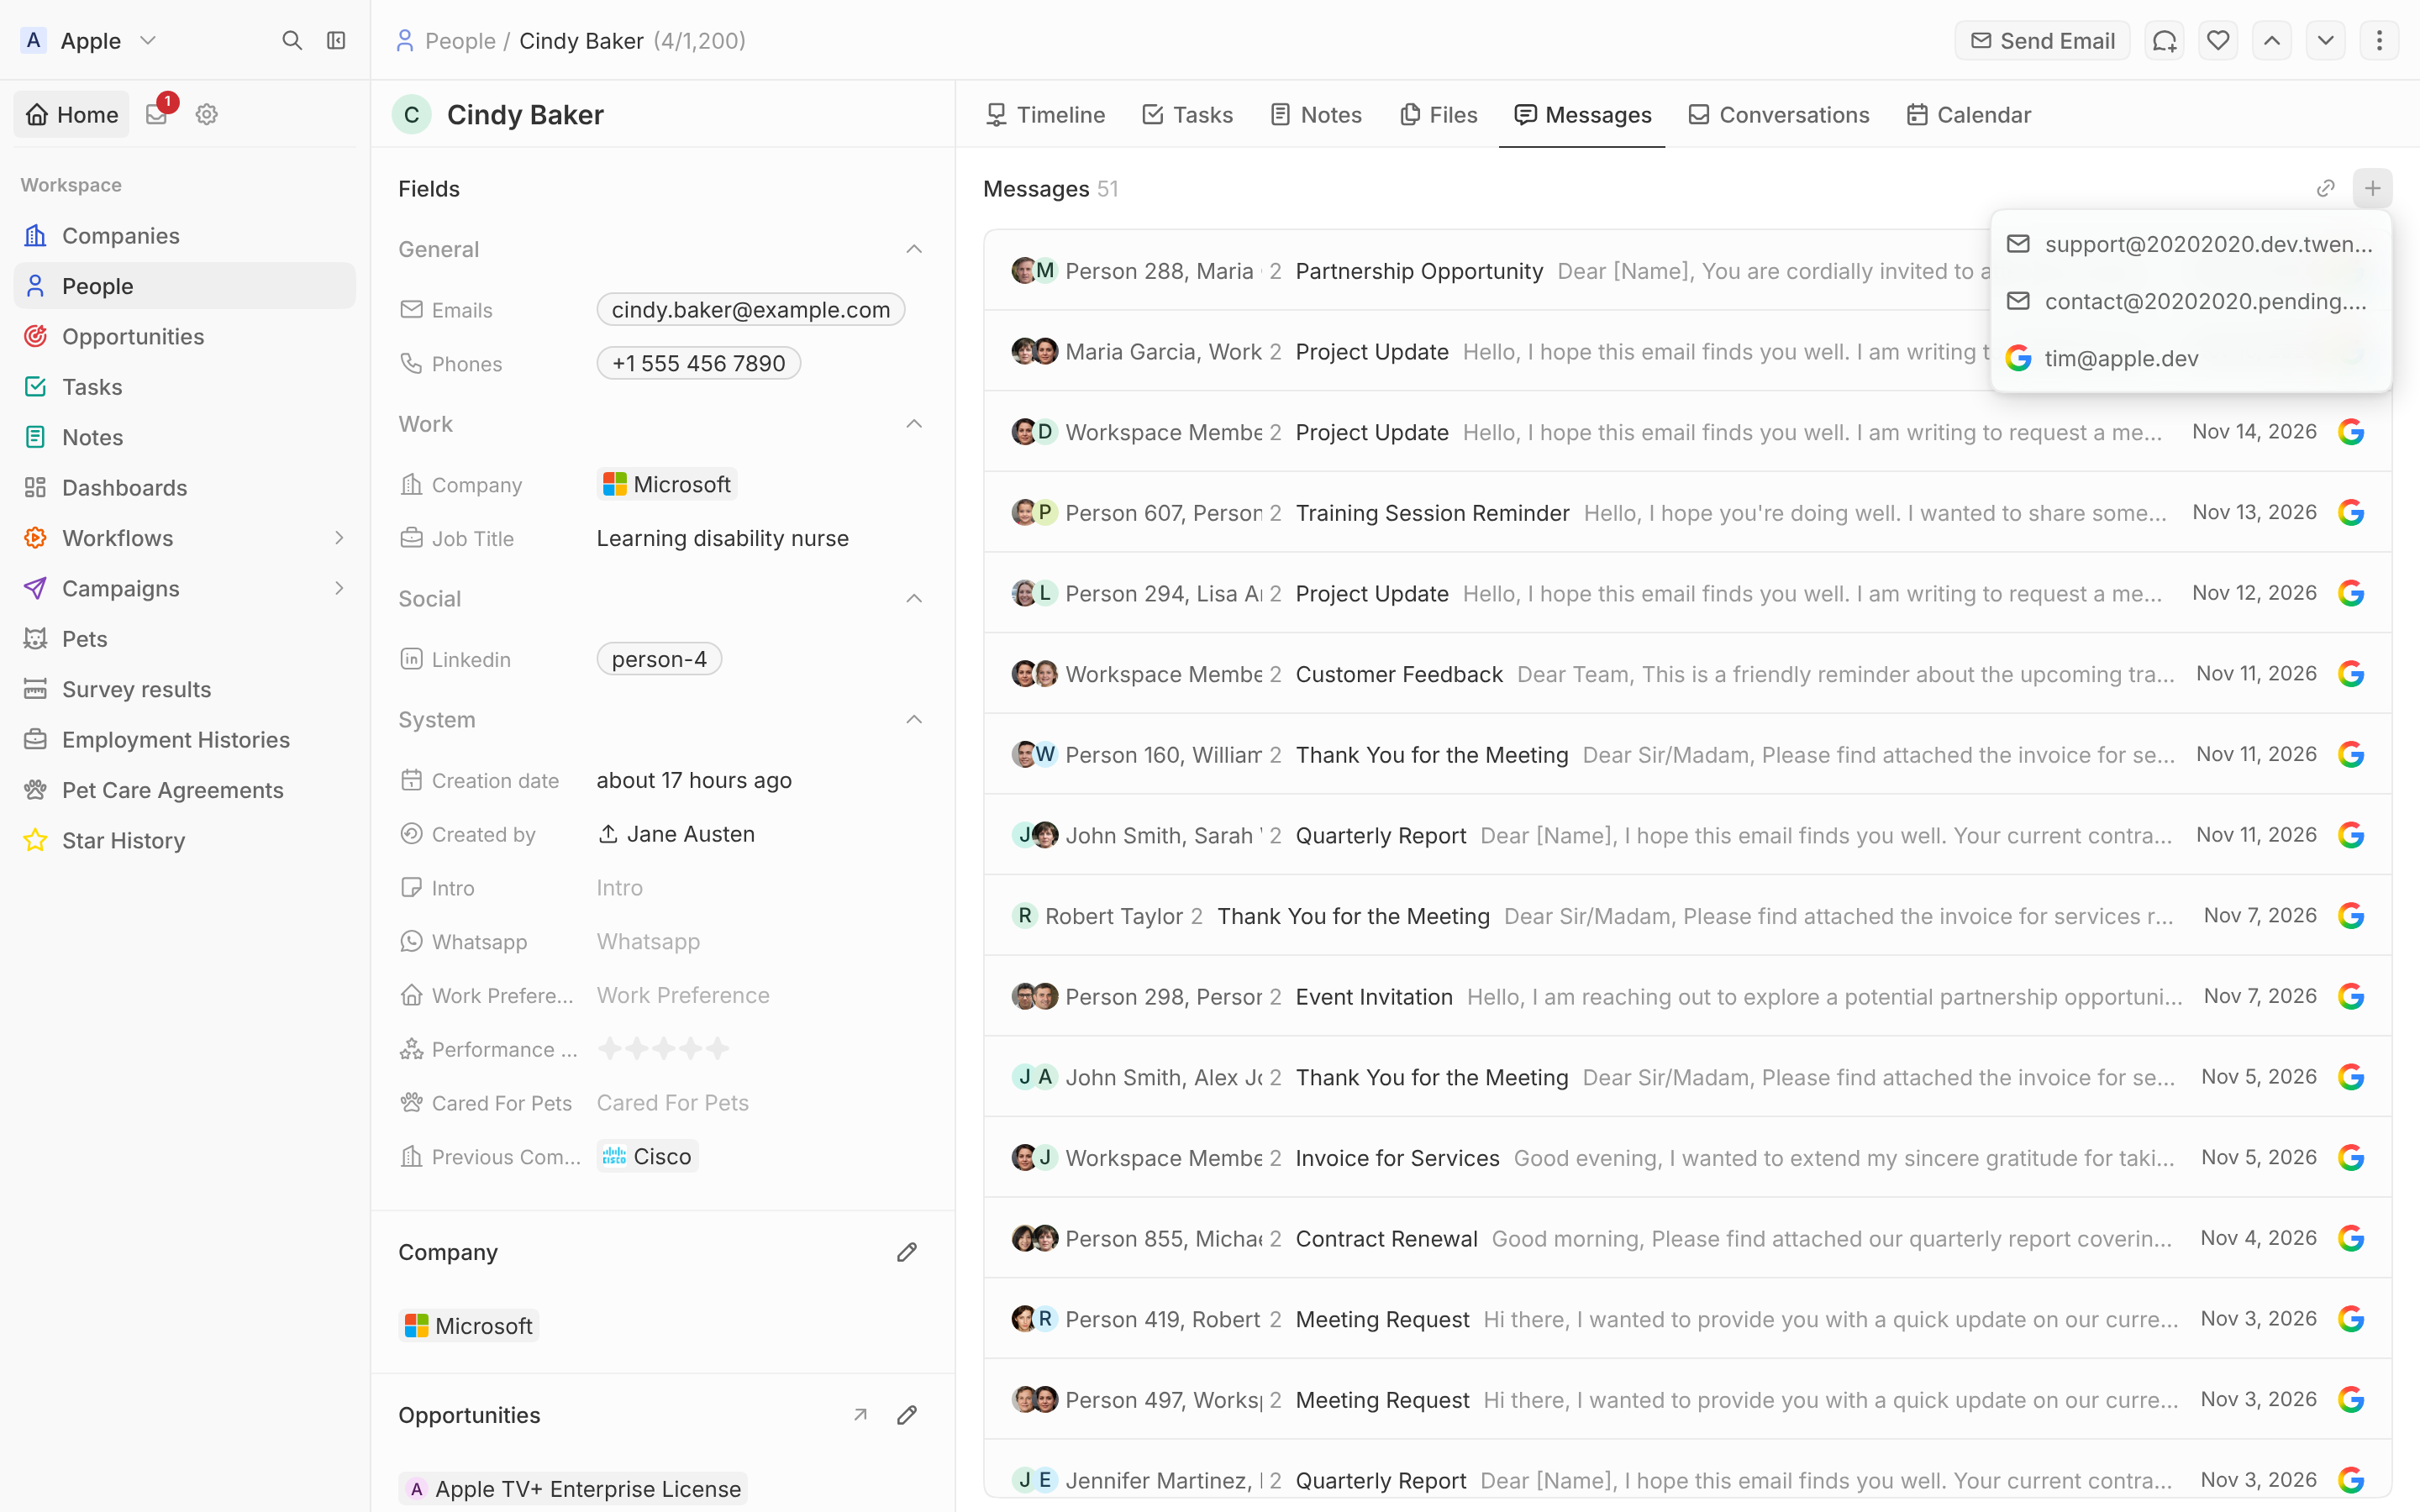 A Apple
People / Cindy Baker (4/1,200)
Send Email
Home 1
Workspace
Companies
People
Opportunities
Tasks
Notes
Dashboards
Workflows
Campaigns
Pets
Survey results
Employment Histories
Pet Care Agreements
Star History
C Cindy Baker
Fields
General
Emails cindy.baker@example.com
Phones +1 555 456 7890
Work
Company Microsoft
Job Title Learning disability nurse
Social
Linkedin person-4
System
Creation date about 17 hours ago
Created by Jane Austen
Intro Intro
Whatsapp Whatsapp
Work Prefere... Work Preference
Performance ...
Cared For Pets Cared For Pets
Previous Com... Cisco
Company
Microsoft
Opportunities
A Apple TV+ Enterprise License
Timeline Tasks Notes Files Messages Conversations Calendar
Messages 51
support@20202020.dev.twen...
contact@20202020.pending....
tim@apple.dev
M Person 288, Maria 2 Partnership Opportunity Dear [Name], You are cordially invited to a
Maria Garcia, Work 2 Project Update Hello, I hope this email finds you well. I am writing t
D Workspace Membe 2 Project Update Hello, I hope this email finds you well. I am writing to request a me... Nov 14, 2026
P Person 607, Person 2 Training Session Reminder Hello, I hope you're doing well. I wanted to share some... Nov 13, 2026
L Person 294, Lisa A 2 Project Update Hello, I hope this email finds you well. I am writing to request a me... Nov 12, 2026
Workspace Membe 2 Customer Feedback Dear Team, This is a friendly reminder about the upcoming tra... Nov 11, 2026
W Person 160, William 2 Thank You for the Meeting Dear Sir/Madam, Please find attached the invoice for se... Nov 11, 2026
J John Smith, Sarah 2 Quarterly Report Dear [Name], I hope this email finds you well. Your current contra... Nov 11, 2026
R Robert Taylor 2 Thank You for the Meeting Dear Sir/Madam, Please find attached the invoice for services r... Nov 7, 2026
Person 298, Persor 2 Event Invitation Hello, I am reaching out to explore a potential partnership opportuni... Nov 7, 2026
J A John Smith, Alex Jo 2 Thank You for the Meeting Dear Sir/Madam, Please find attached the invoice for se... Nov 5, 2026
J Workspace Membe 2 Invoice for Services Good evening, I wanted to extend my sincere gratitude for taki... Nov 5, 2026
Person 855, Micha 2 Contract Renewal Good morning, Please find attached our quarterly report coverin... Nov 4, 2026
R Person 419, Robert 2 Meeting Request Hi there, I wanted to provide you with a quick update on our curre... Nov 3, 2026
Person 497, Works 2 Meeting Request Hi there, I wanted to provide you with a quick update on our curre... Nov 3, 2026
J E Jennifer Martinez, 2 Quarterly Report Dear [Name], I hope this email finds you well. Your current contra... Nov 3, 2026